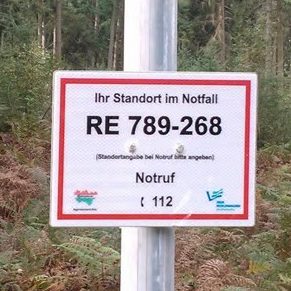 Ihr Standort im Notfall
RE 789-268
(Standortangabe bei Notruf bitte angeben)
Notruf
112